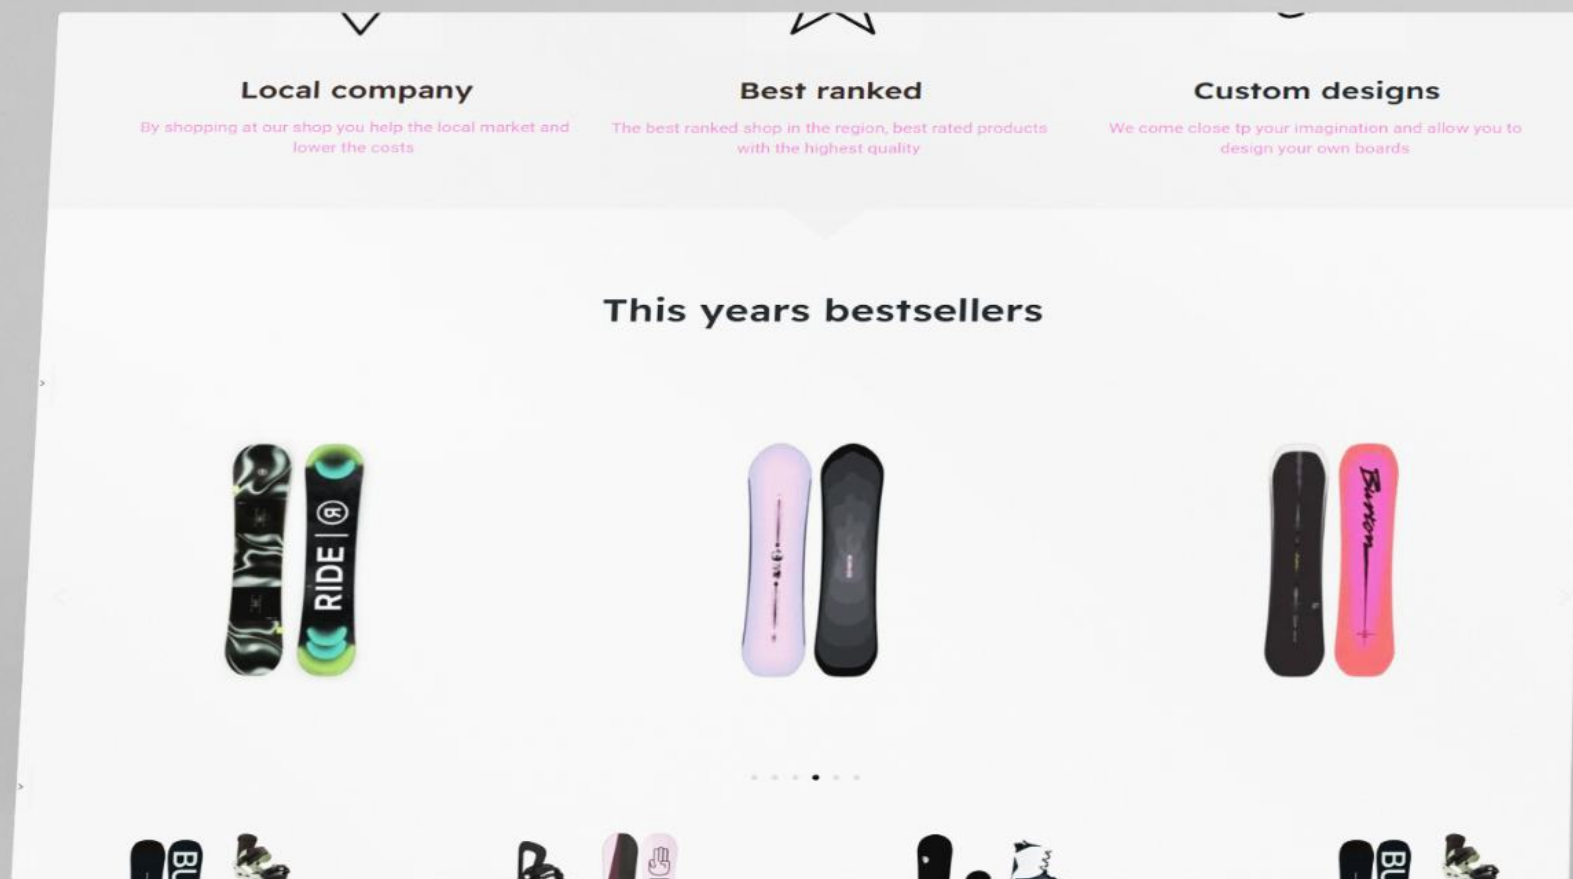 Local company
Best ranked
Custom designs
By shopping at our shop you help the local market and
lower the costs
The best ranked shop in the region, best rated products
with the highest quality
We come close tp your imagination and allow you to
design your own boards
This years bestsellers
RIDE
Burton
BU
BU